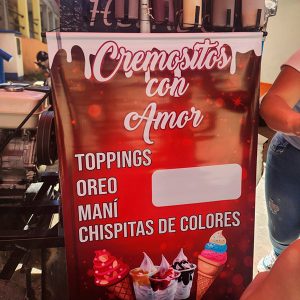 Cremositos
con
Amor
TOPPINGS
OREO
MANÍ
CHISPITAS DE COLORES